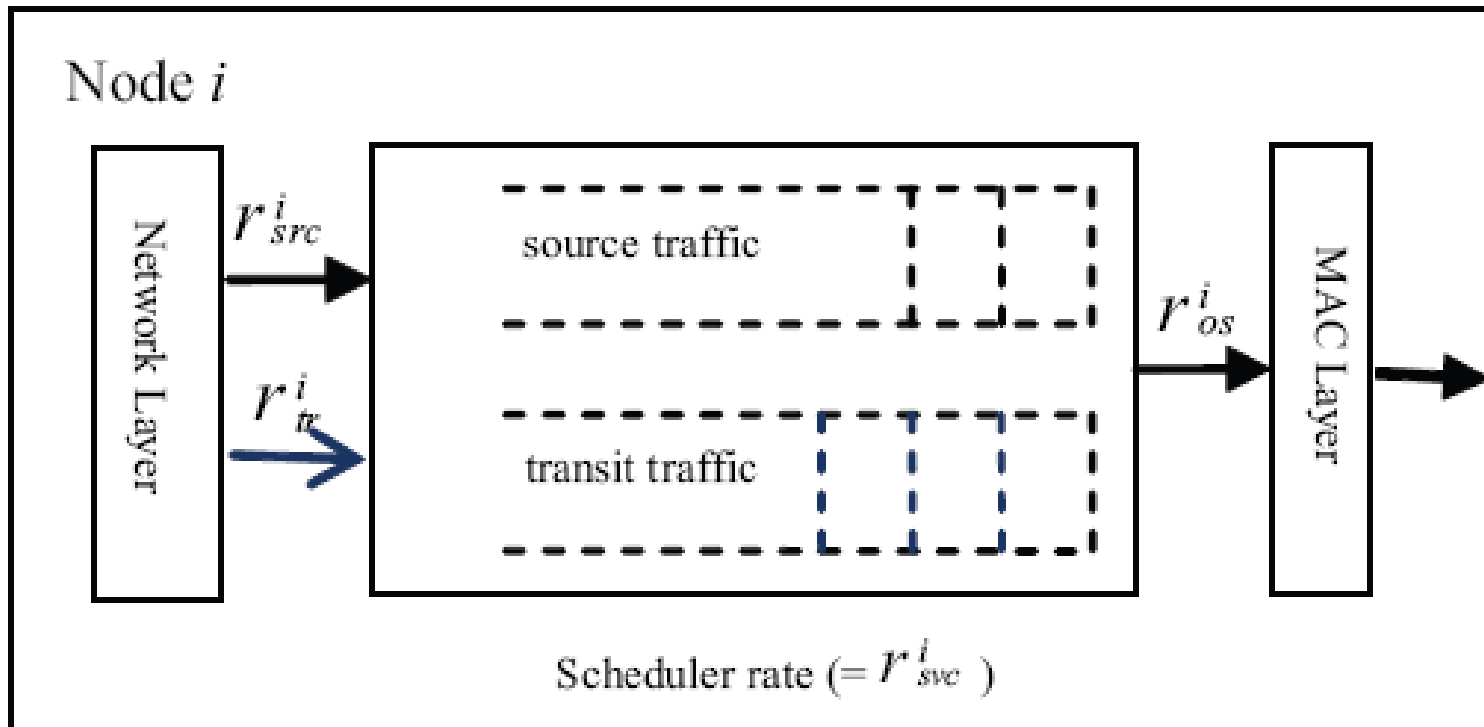 Node i
Network Layer
r^i_src
r^i_tr
source traffic
transit traffic
r^i_os
MAC Layer
Scheduler rate (= r^i_svc )